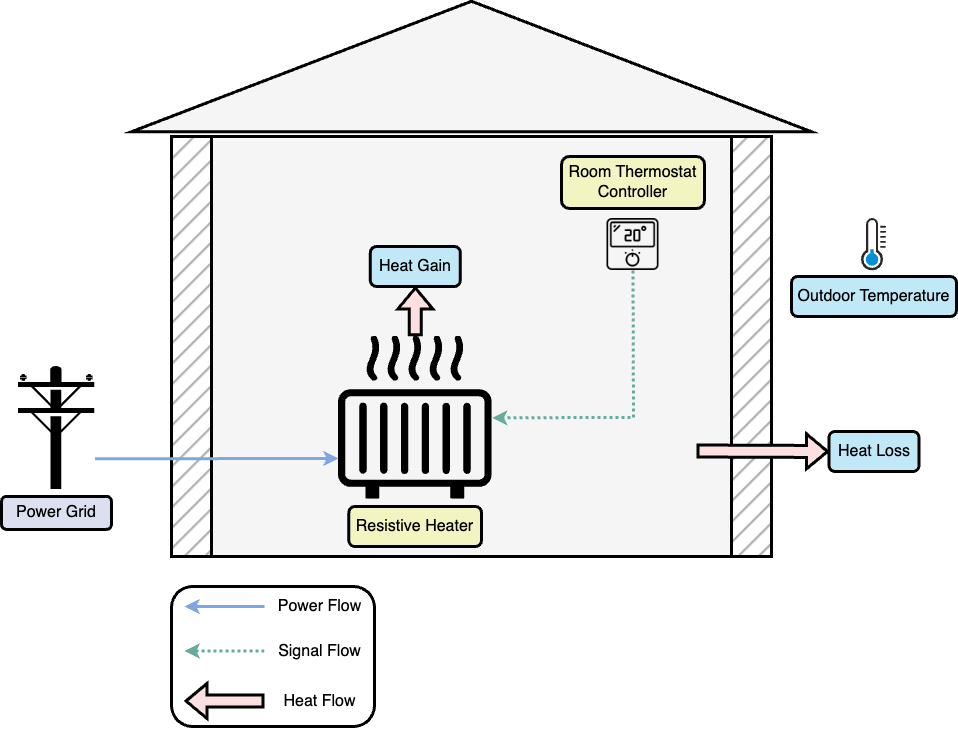 Room Thermostat
Controller
20°
Heat Gain
Outdoor Temperature
Heat Loss
Power Grid
Resistive Heater
Power Flow
Signal Flow
Heat Flow